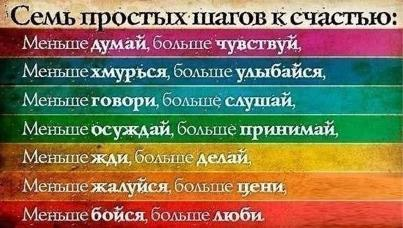 Семь простых шагов к счастью:
Меньше думай, больше чувствуй,
Меньше хмурься, больше улыбайся,
Меньше говори, больше слушай,
Меньше осуждай, больше принимай,
Меньше жди, больше делай,
Меньше жалуйся, больше цени,
Меньше бойся, больше люби.